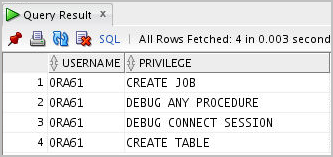 Query Result x
SQL | All Rows Fetched: 4 in 0.003 second
USERNAME PRIVILEGE
1 ORA61 CREATE JOB
2 ORA61 DEBUG ANY PROCEDURE
3 ORA61 DEBUG CONNECT SESSION
4 ORA61 CREATE TABLE